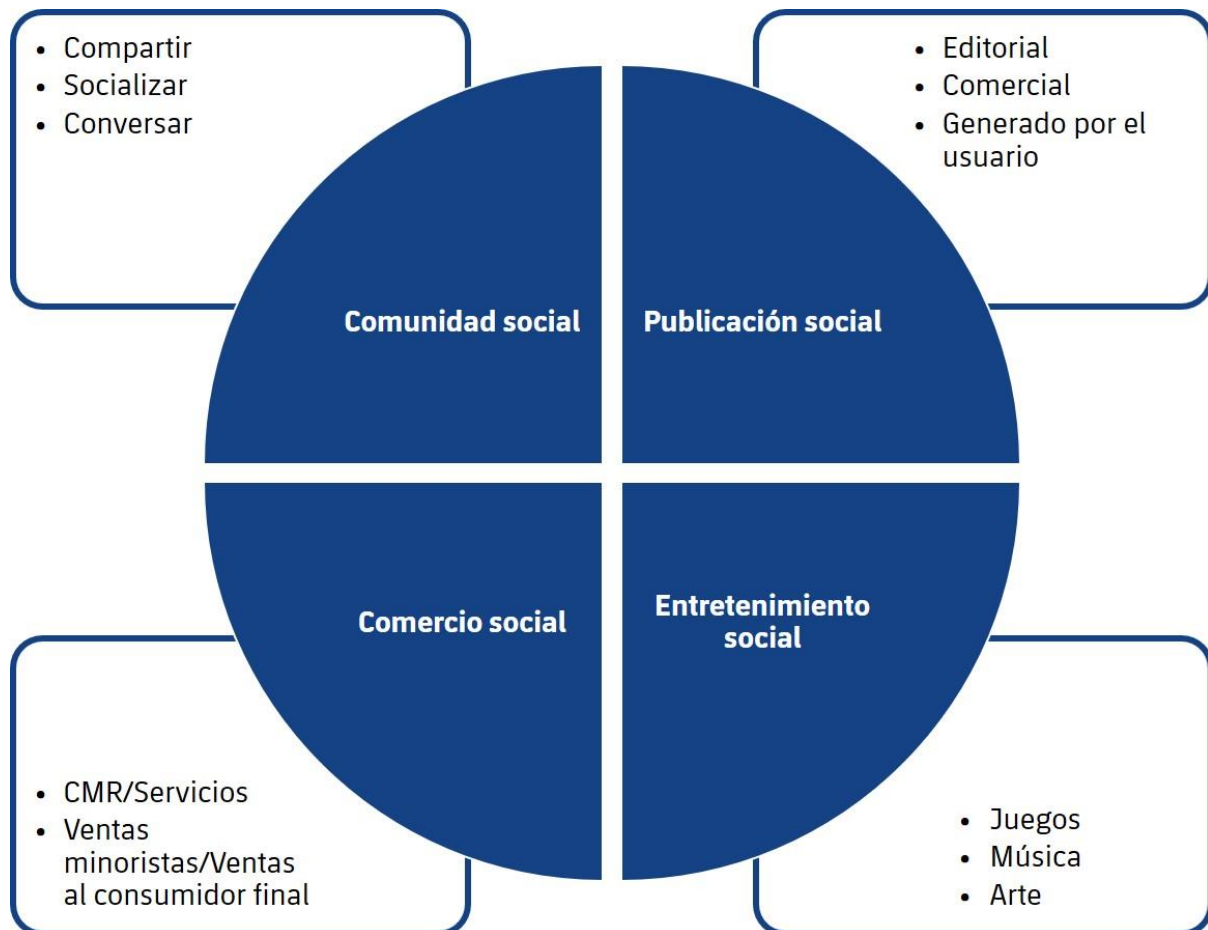 • Compartir
• Socializar
• Conversar
• Editorial
• Comercial
• Generado por el
usuario
Comunidad social
Publicación social
Comercio social
Entretenimiento
social
• CMR/Servicios
• Ventas
minoristas/Ventas
al consumidor final
• Juegos
• Música
• Arte